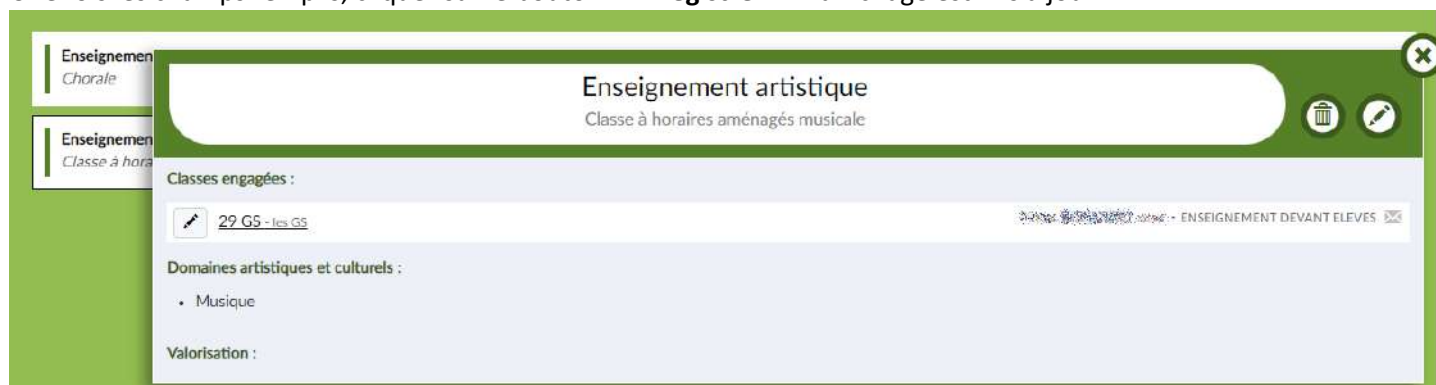 Enseignemen
Chorale
Enseignemen
Classe à hora
Enseignement artistique
Classe à horaires aménagés musicale
Classes engagées :
29 GS - les GS
- ENSEIGNEMENT DEVANT ELEVES
Domaines artistiques et culturels :
• Musique
Valorisation :